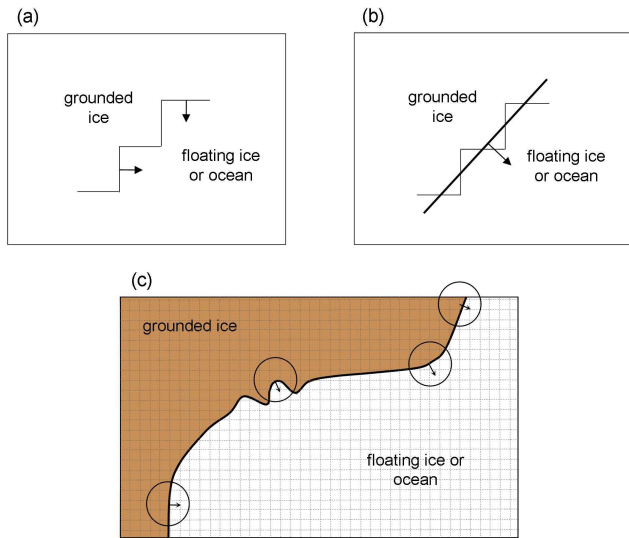 (a)
grounded
ice
floating ice
or ocean
(b)
grounded
ice
floating ice
or ocean
(c)
grounded ice
floating ice or
ocean